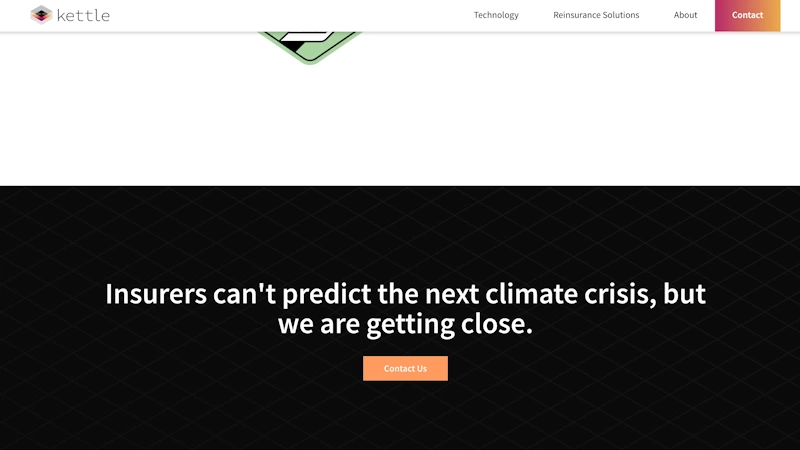 kettle
Technology
Reinsurance Solutions
About
Contact
Insurers can't predict the next climate crisis, but
we are getting close.
Contact Us